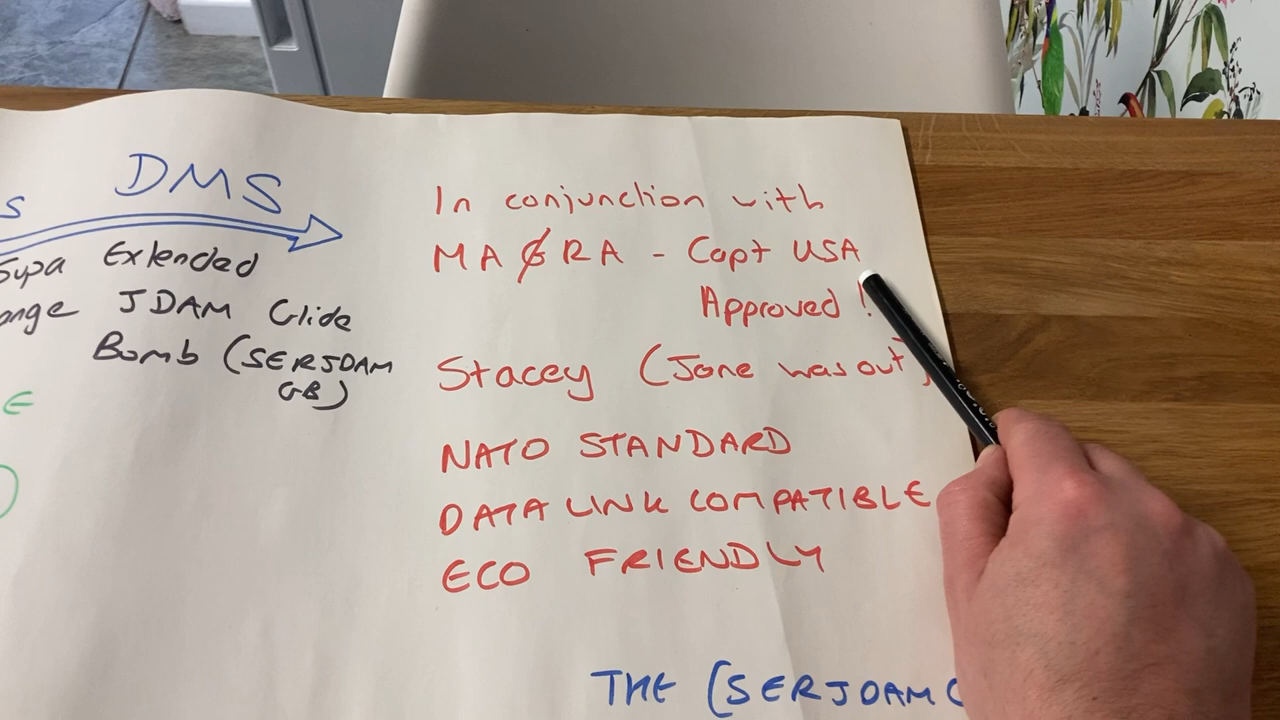 S DMS
Supa Extended
ange JDAM Glide
Bomb (SERJDAM
GB)
E
In conjunction with
MAØRA - Capt USA
Approved !
Stacey (Jane was out)
NATO STANDARD
DATA LINK COMPATIBLE
ECO FRIENDLY
THE (SERJDAM G